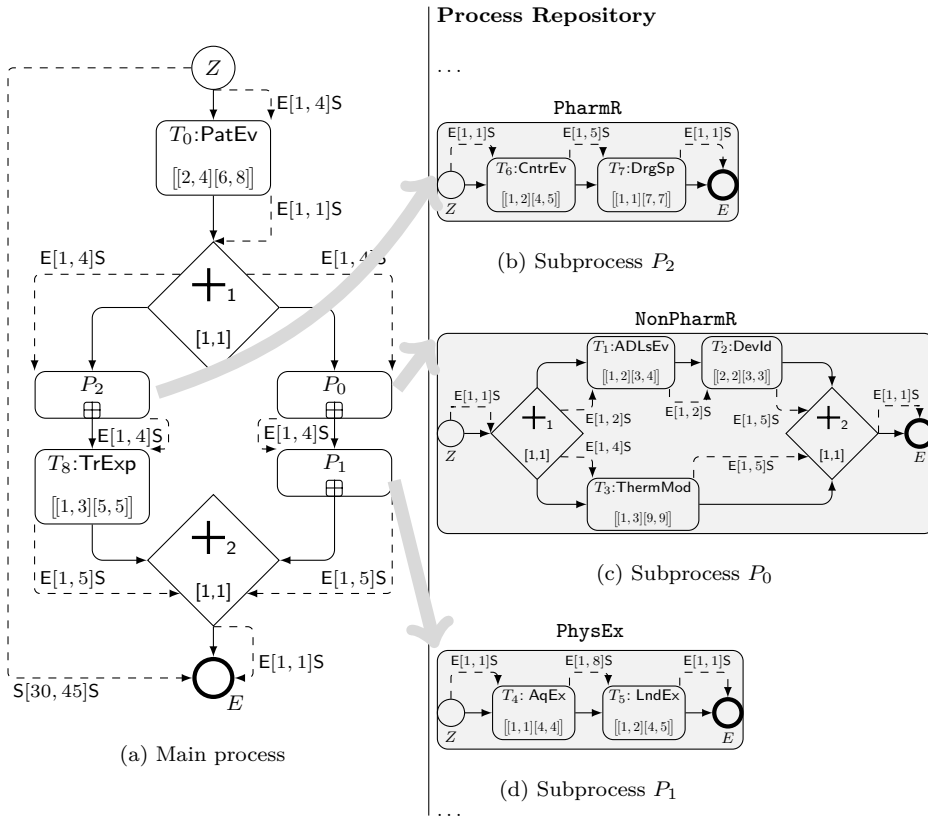 Process Repository
...
Z
E[1, 4]S
T0:PatEv
[[2, 4][6, 8]]
E[1, 1]S
E[1, 4]S
E[1, 4]S
+1
[1,1]
P2
P0
E[1, 4]S
E[1, 4]S
T8:TrExp
[[1, 3][5, 5]]
P1
+2
[1,1]
E[1, 5]S
E[1, 5]S
E[1, 1]S
S[30, 45]S
E
(a) Main process
PharmR
E[1, 1]S
E[1, 5]S
E[1, 1]S
T6:CntrEv
[[1, 2][4, 5]]
T7:DrgSp
[[1, 1][7, 7]]
Z
E
(b) Subprocess P2
NonPharmR
T1:ADLsEv
[[1, 2][3, 4]]
T2:DevId
[[2, 2][3, 3]]
E[1, 1]S
E[1, 2]S
E[1, 2]S
E[1, 5]S
E[1, 1]S
+1
[1,1]
+2
[1,1]
Z
E
E[1, 4]S
E[1, 5]S
T3:ThermMod
[[1, 3][9, 9]]
(c) Subprocess P0
PhysEx
E[1, 1]S
E[1, 8]S
E[1, 1]S
T4: AqEx
[[1, 1][4, 4]]
T5: LndEx
[[1, 2][4, 5]]
Z
E
(d) Subprocess P1
...